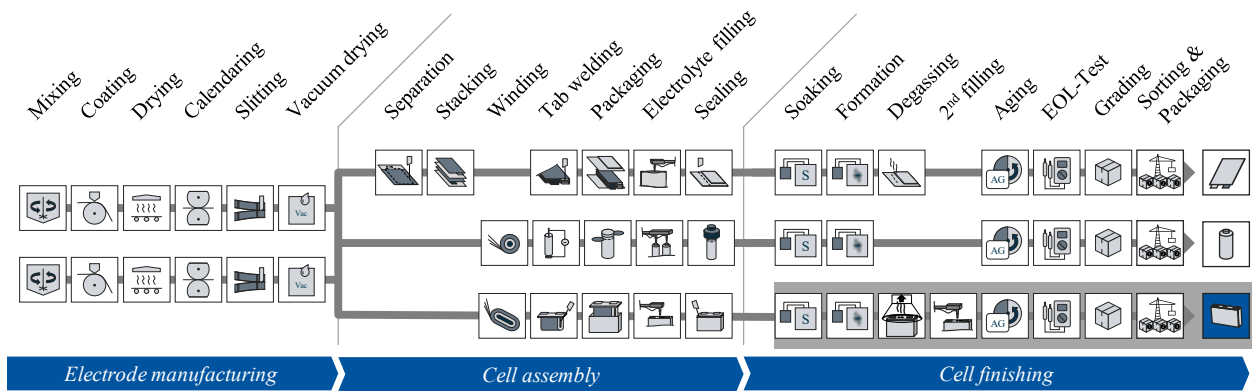 Mixing
Coating
Drying
Calendaring
Slitting
Vacuum drying
Separation
Stacking
Winding
Tab welding
Packaging
Electrolyte filling
Sealing
Soaking
Formation
Degassing
2nd filling
Aging
EOL-Test
Grading
Sorting &
Packaging
S
AG
Vac
S
AG
Vac
S
AG
Electrode manufacturing
Cell assembly
Cell finishing